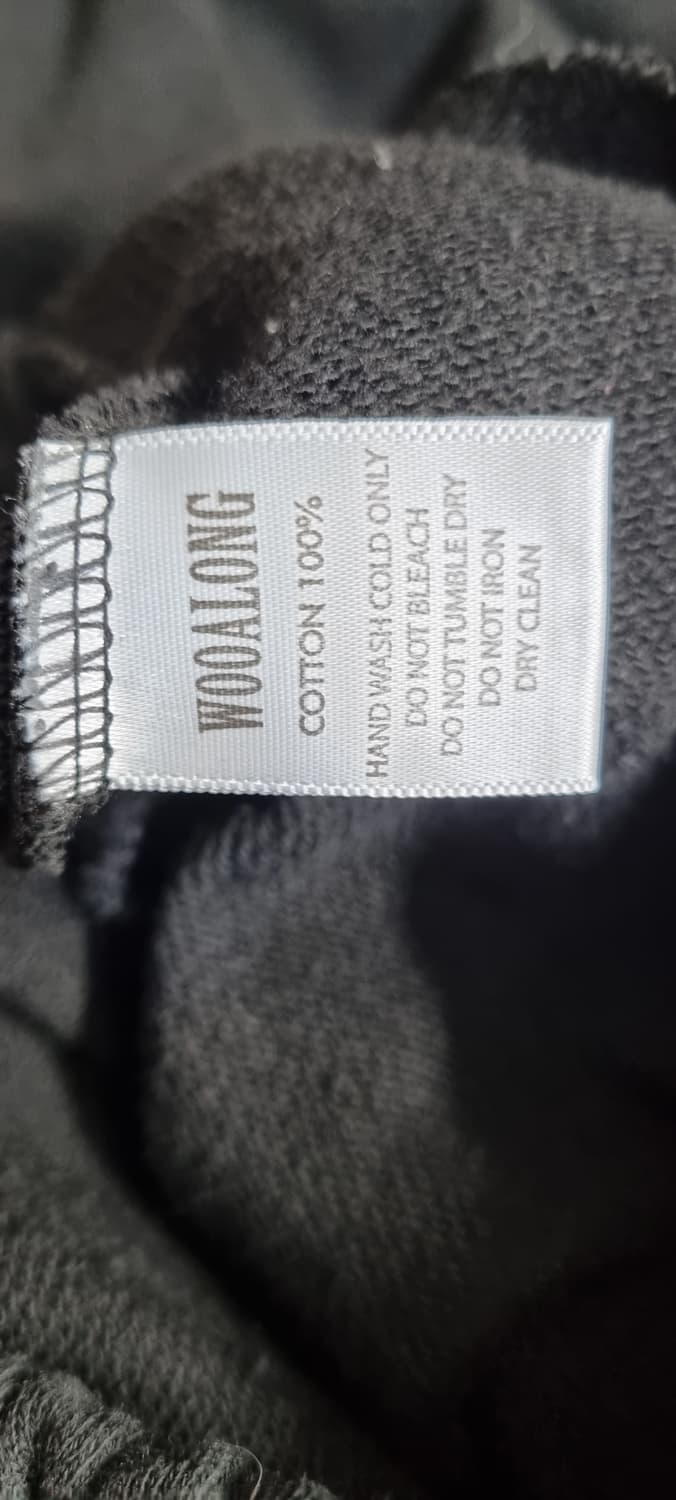 WOOALONG
COTTON 100%
HAND WASH COLD ONLY
DO NOT BLEACH
DO NOT TUMBLE DRY
DO NOT IRON
DRY CLEAN